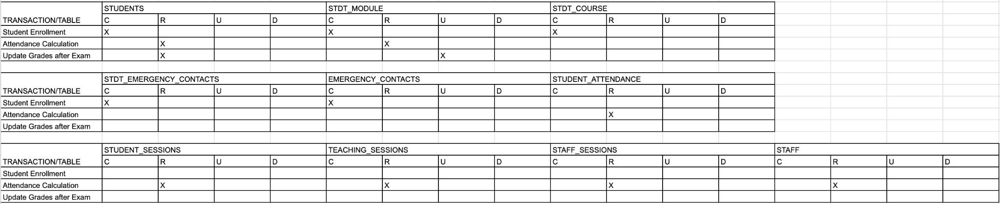 STUDENTS STDT_MODULE STDT_COURSE
TRANSACTION/TABLE C R U D C R U D C R U D
Student Enrollment X X X
Attendance Calculation X X
Update Grades after Exam X X
STDT_EMERGENCY_CONTACTS EMERGENCY_CONTACTS STUDENT_ATTENDANCE
TRANSACTION/TABLE C R U D C R U D C R U D
Student Enrollment X X
Attendance Calculation X
Update Grades after Exam
STUDENT_SESSIONS TEACHING_SESSIONS STAFF_SESSIONS STAFF
TRANSACTION/TABLE C R U D C R U D C R U D C R U D
Student Enrollment
Attendance Calculation X X X X
Update Grades after Exam